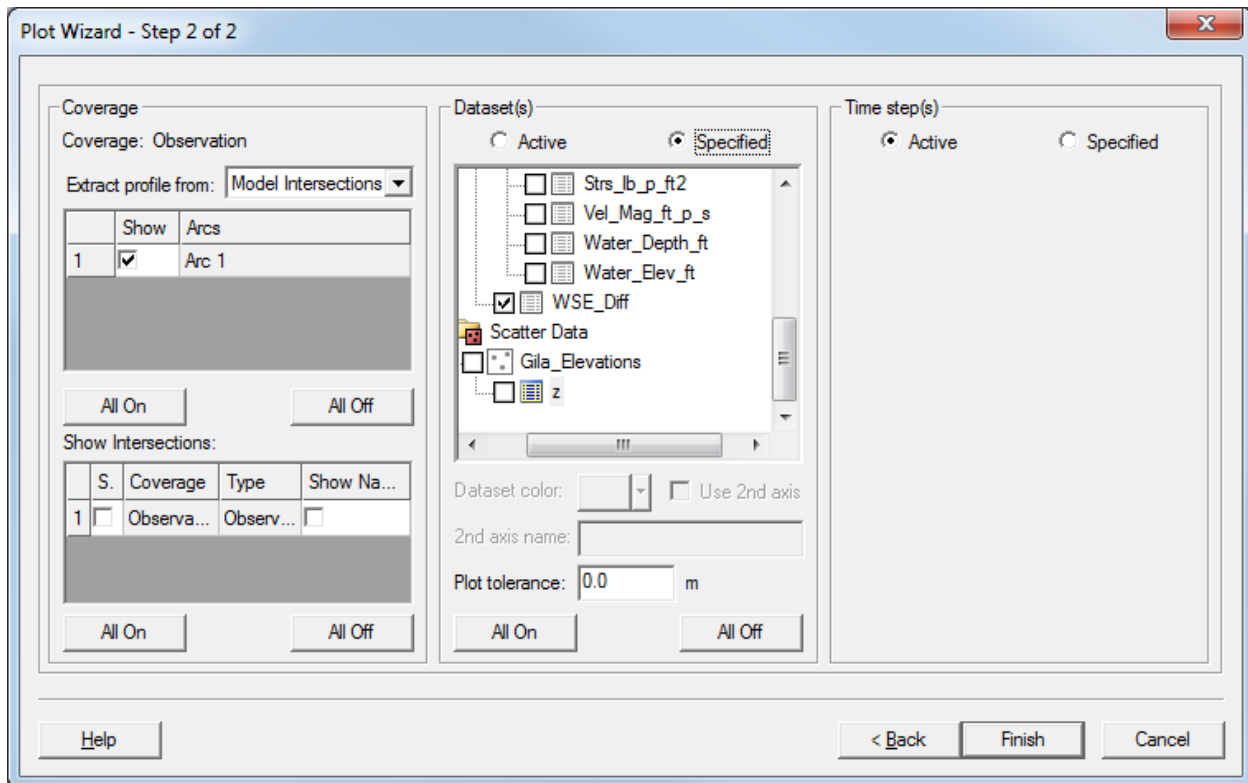 Plot Wizard - Step 2 of 2
X
Coverage
Coverage: Observation
Extract profile from: Model Intersections
Show Arcs
1 Arc 1
All On All Off
Show Intersections:
S. Coverage Type Show Na...
1 Observa... Observ...
All On All Off
Dataset(s)
Active Specified
Strs_lb_p_ft2
Vel_Mag_ft_p_s
Water_Depth_ft
Water_Elev_ft
WSE_Diff
Scatter Data
Gila_Elevations
z
Dataset color: Use 2nd axis
2nd axis name:
Plot tolerance: 0.0 m
All On All Off
Time step(s)
Active Specified
Help < Back Finish Cancel